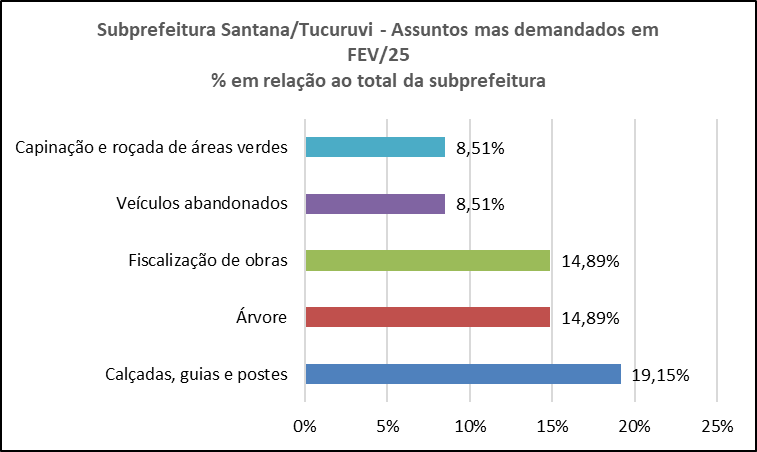 Subprefeitura Santana/Tucuruvi - Assuntos mas demandados em
FEV/25
% em relação ao total da subprefeitura
Capinação e roçada de áreas verdes
8,51%
Veículos abandonados
8,51%
Fiscalização de obras
14,89%
Árvore
14,89%
Calçadas, guias e postes
19,15%
0%
5%
10%
15%
20%
25%